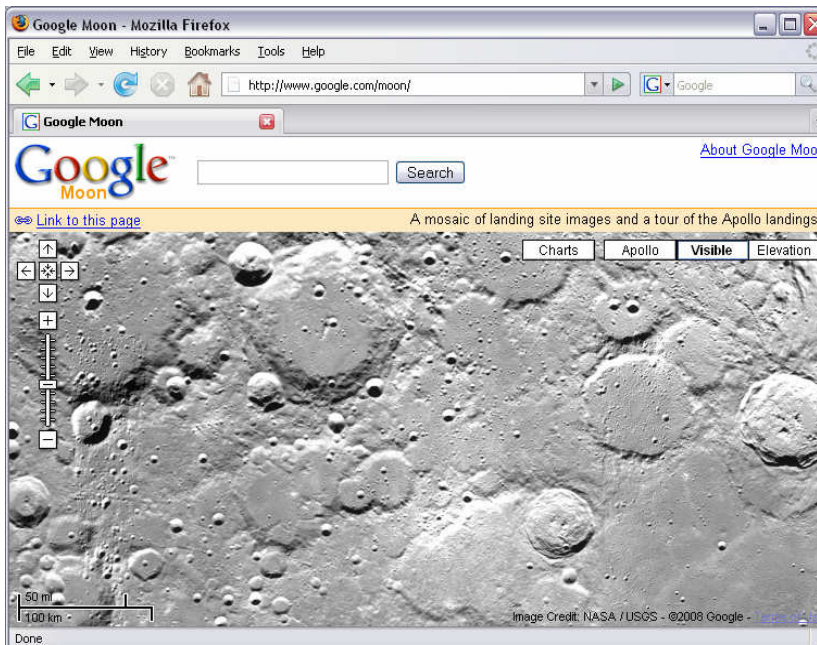 Google Moon - Mozilla Firefox
File Edit View History Bookmarks Tools Help
http://www.google.com/moon/ G Google
G Google Moon
Google™
Moon
Search
About Google Moo
Link to this page
A mosaic of landing site images and a tour of the Apollo landings
Charts Apollo Visible Elevation
50 mi
100 km
Image Credit: NASA / USGS - ©2008 Google -
Done